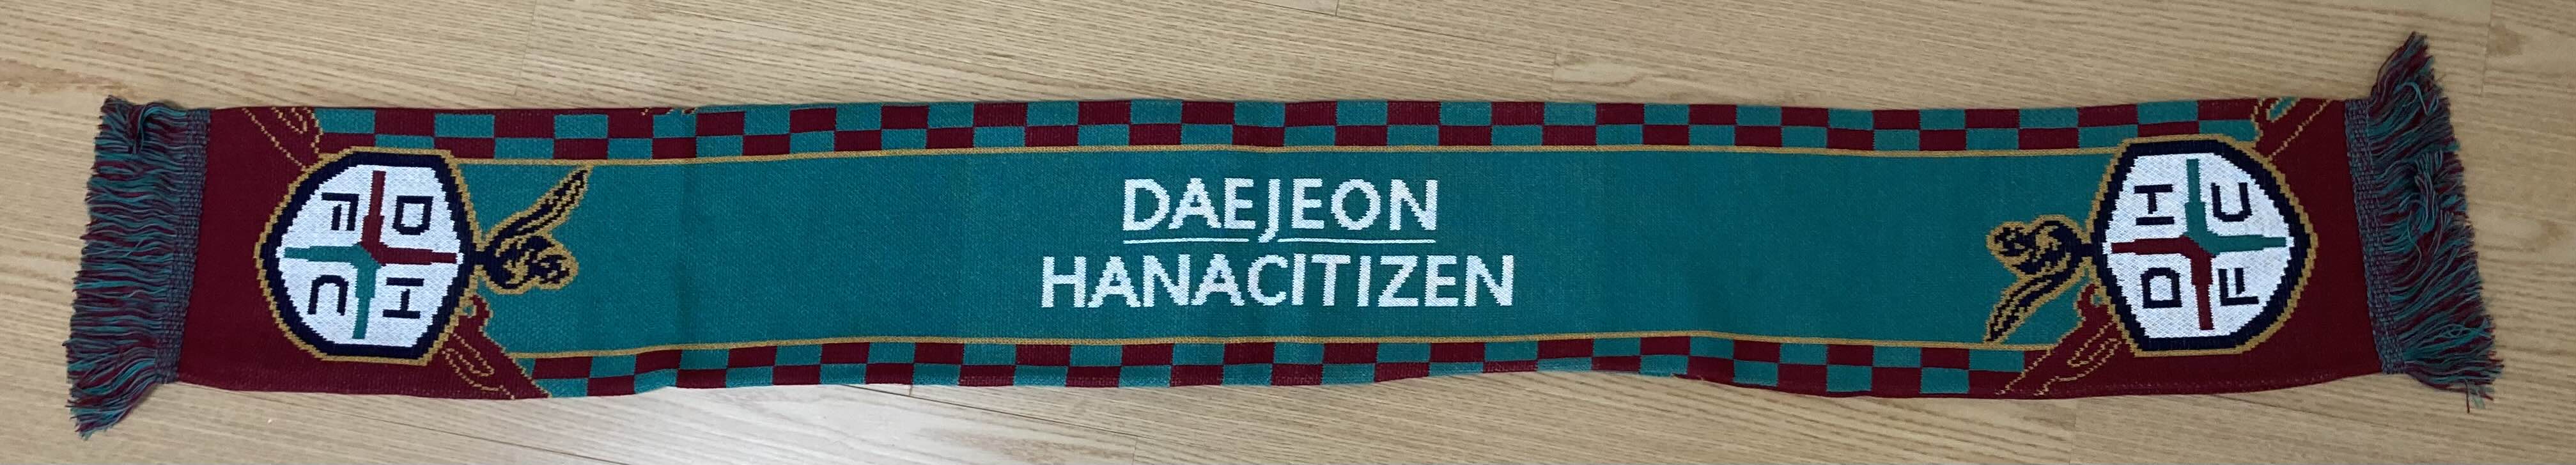 DAEJEON
HANACITIZEN
D H
F C
D H
F C